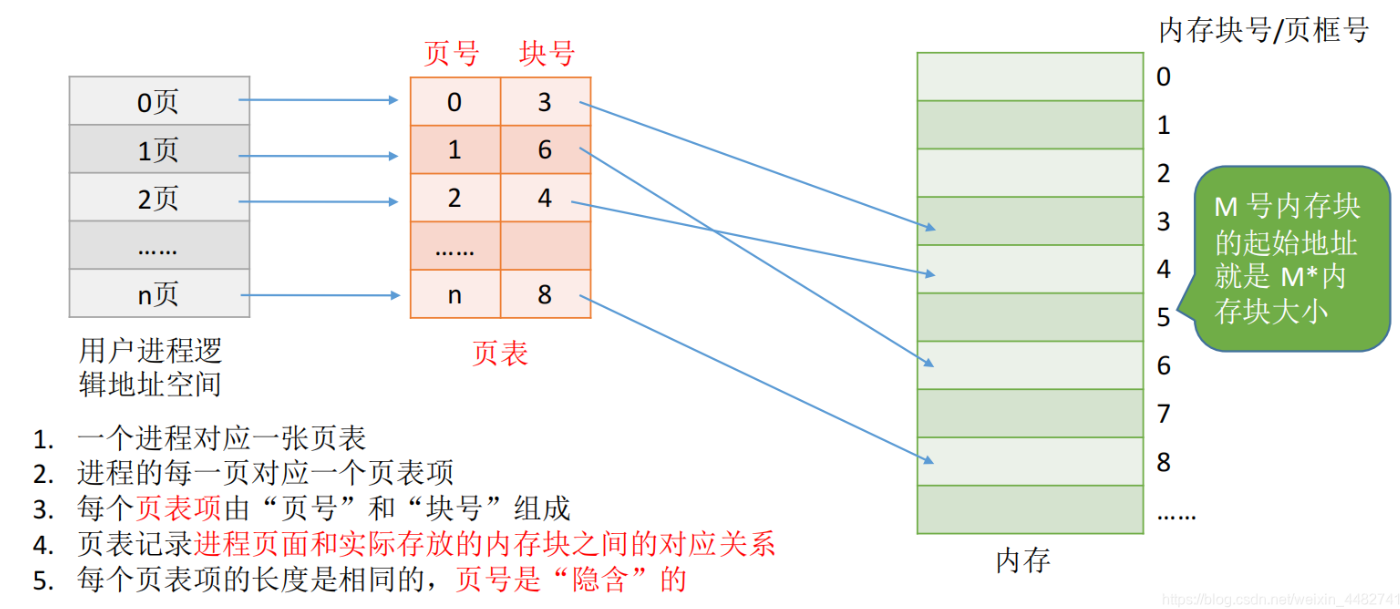 内存块号/页框号
页号 块号
0页 0 3 0
1页 1 6 1
2页 2 4 2
…… …… 3
n页 n 8 4
5
6
7
8
……
M 号内存块
的起始地址
就是 M*内
存块大小
用户进程逻
辑地址空间
页表
内存
1. 一个进程对应一张页表
2. 进程的每一页对应一个页表项
3. 每个页表项由“页号”和“块号”组成
4. 页表记录进程页面和实际存放的内存块之间的对应关系
5. 每个页表项的长度是相同的，页号是“隐含”的
https://blog.csdn.net/weixin_4482741